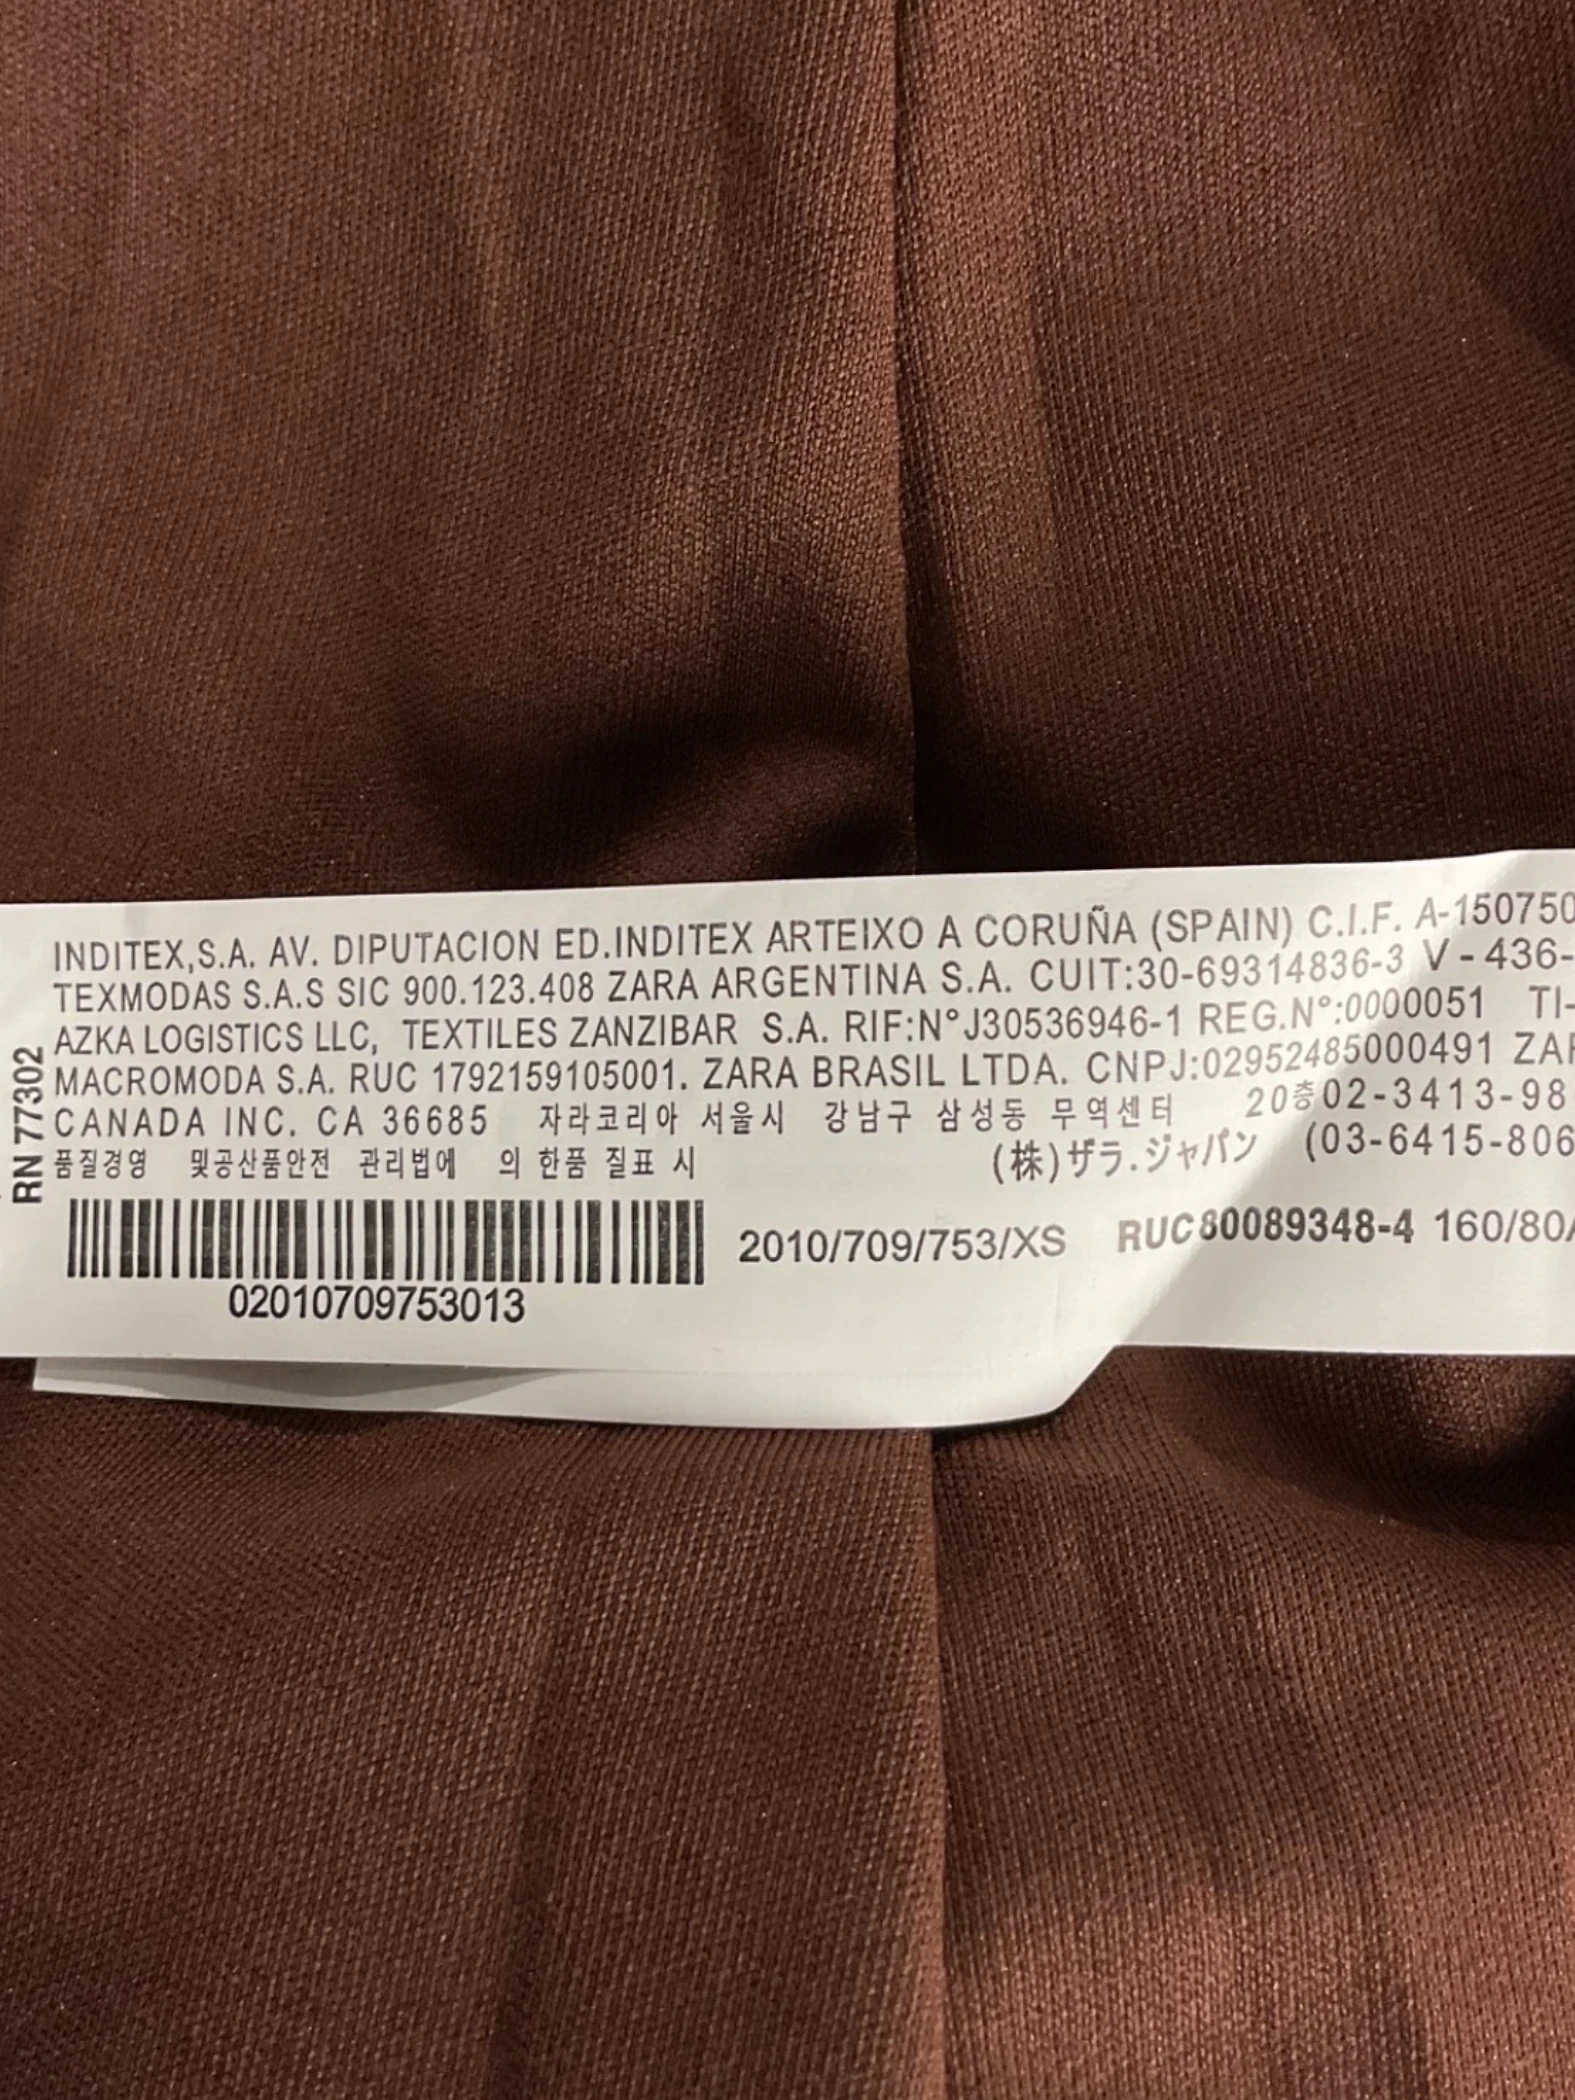 INDITEX,S.A. AV. DIPUTACION ED.INDITEX ARTEIXO A CORUÑA (SPAIN) C.I.F. A-150750
TEXMODAS S.A.S SIC 900.123.408 ZARA ARGENTINA S.A. CUIT:30-69314836-3 V - 436-
AZKA LOGISTICS LLC, TEXTILES ZANZIBAR S.A. RIF:N°J30536946-1 REG.N°:0000051 TI-
MACROMODA S.A. RUC 1792159105001. ZARA BRASIL LTDA. CNPJ:02952485000491 ZAR
CANADA INC. CA 36685 자라코리아 서울시 강남구 삼성동 무역센터 20층02-3413-98
품질경영 및공산품안전 관리법에 의 한품 질표 시 (株)ザラ.ジャパン (03-6415-806
RN 77302
2010/709/753/XS RUC80089348-4 160/80/
02010709753013